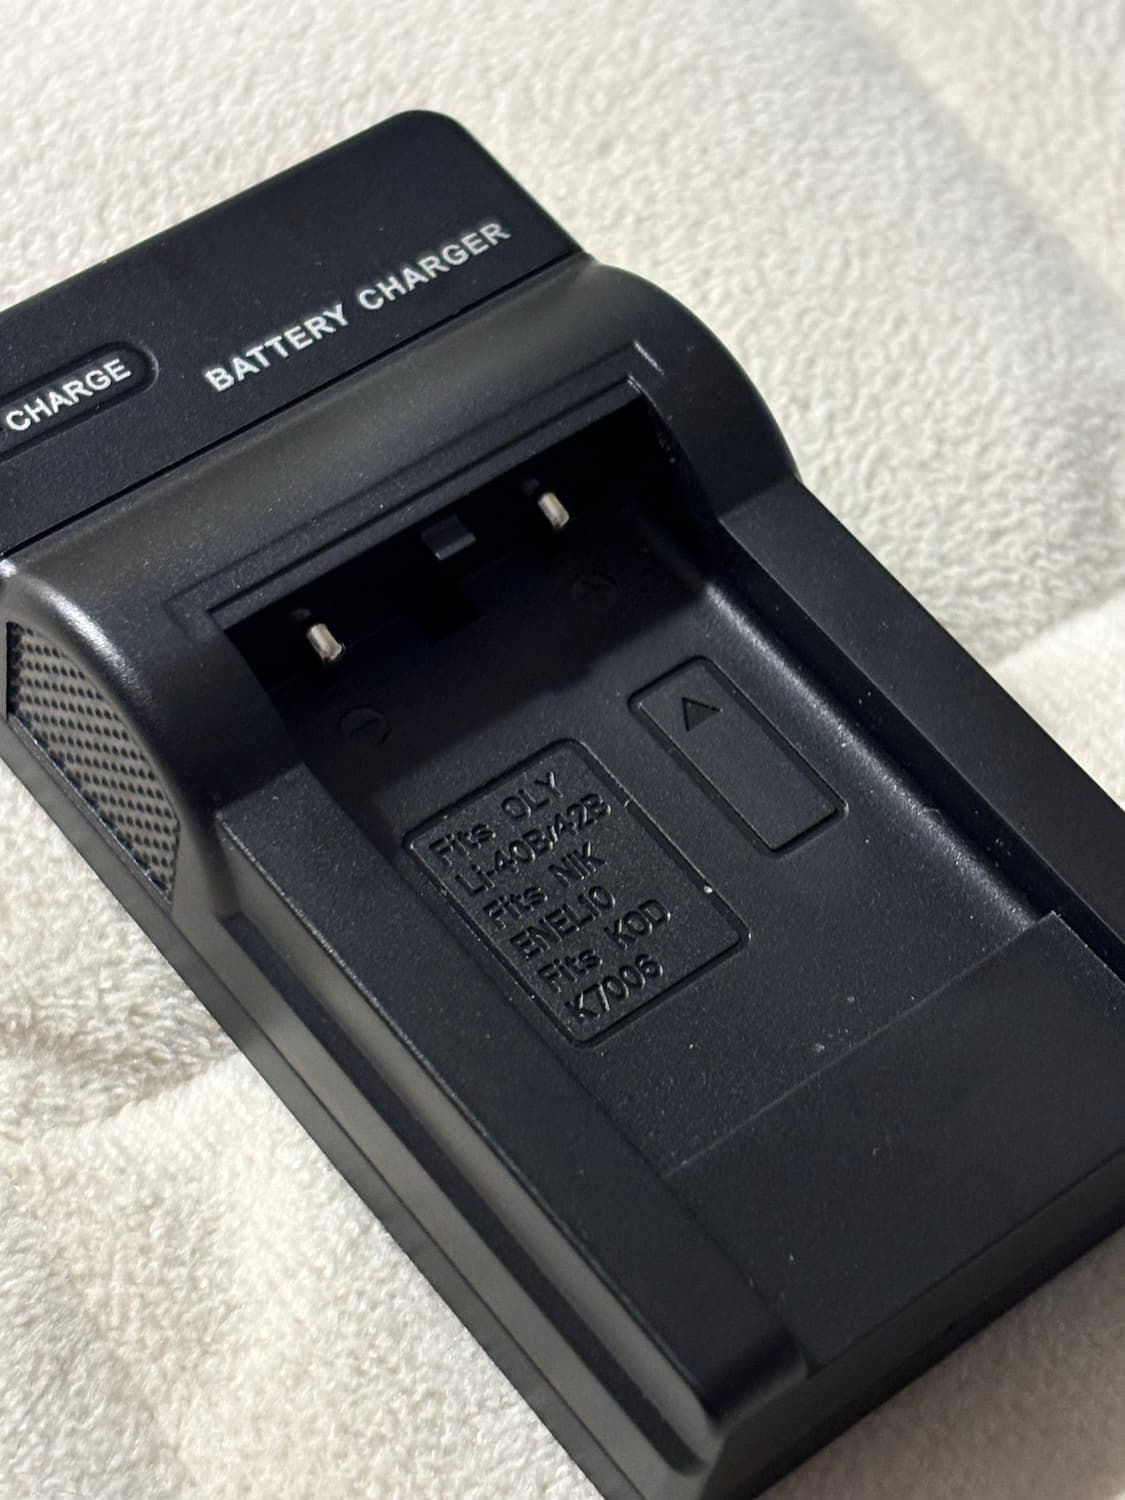 CHARGE
BATTERY CHARGER
Fits OLY
Li-40B/42B
Fits NIK
ENEL10
Fits KOD
K7006